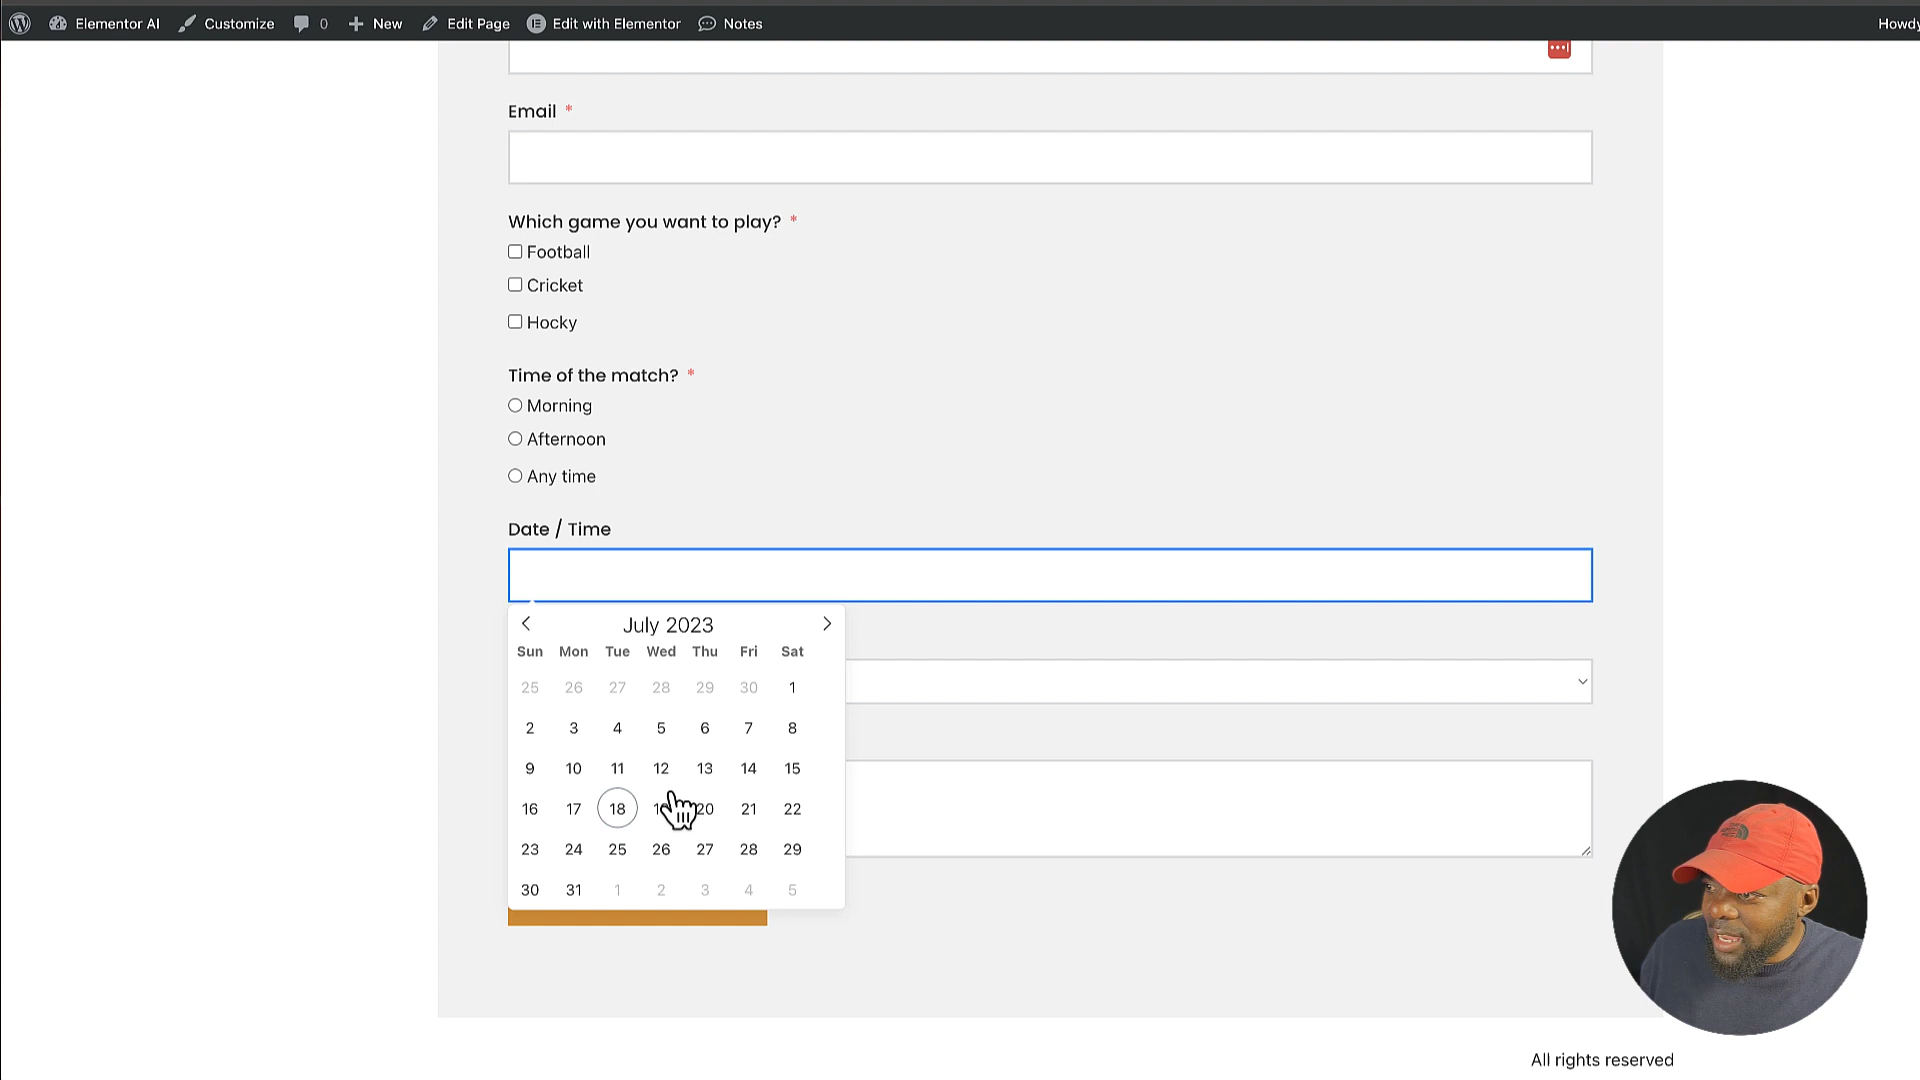 Elementor AI Customize 0 New Edit Page Edit with Elementor Notes Howdy
Email *
Which game you want to play? *
Football
Cricket
Hocky
Time of the match? *
Morning
Afternoon
Any time
Date / Time
July 2023
Sun Mon Tue Wed Thu Fri Sat
25 26 27 28 29 30 1
2 3 4 5 6 7 8
9 10 11 12 13 14 15
16 17 18 20 21 22
23 24 25 26 27 28 29
30 31 1 2 3 4 5
All rights reserved